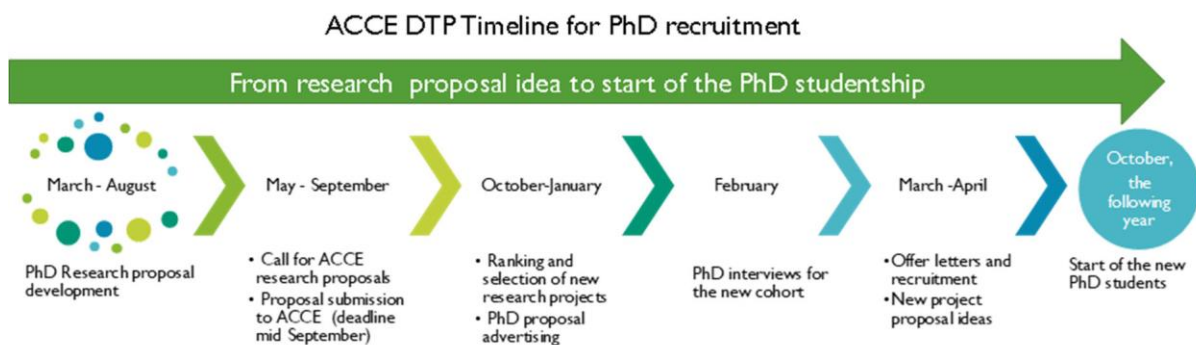 ACCE DTP Timeline for PhD recruitment
From research proposal idea to start of the PhD studentship
March - August
PhD Research proposal
development
May - September
• Call for ACCE
research proposals
• Proposal submission
to ACCE (deadline
mid September)
October-January
• Ranking and
selection of new
research projects
• PhD proposal
advertising
February
PhD interviews for
the new cohort
March -April
• Offer letters and
recruitment
• New project
proposal ideas
October,
the
following
year
Start of the new
PhD students